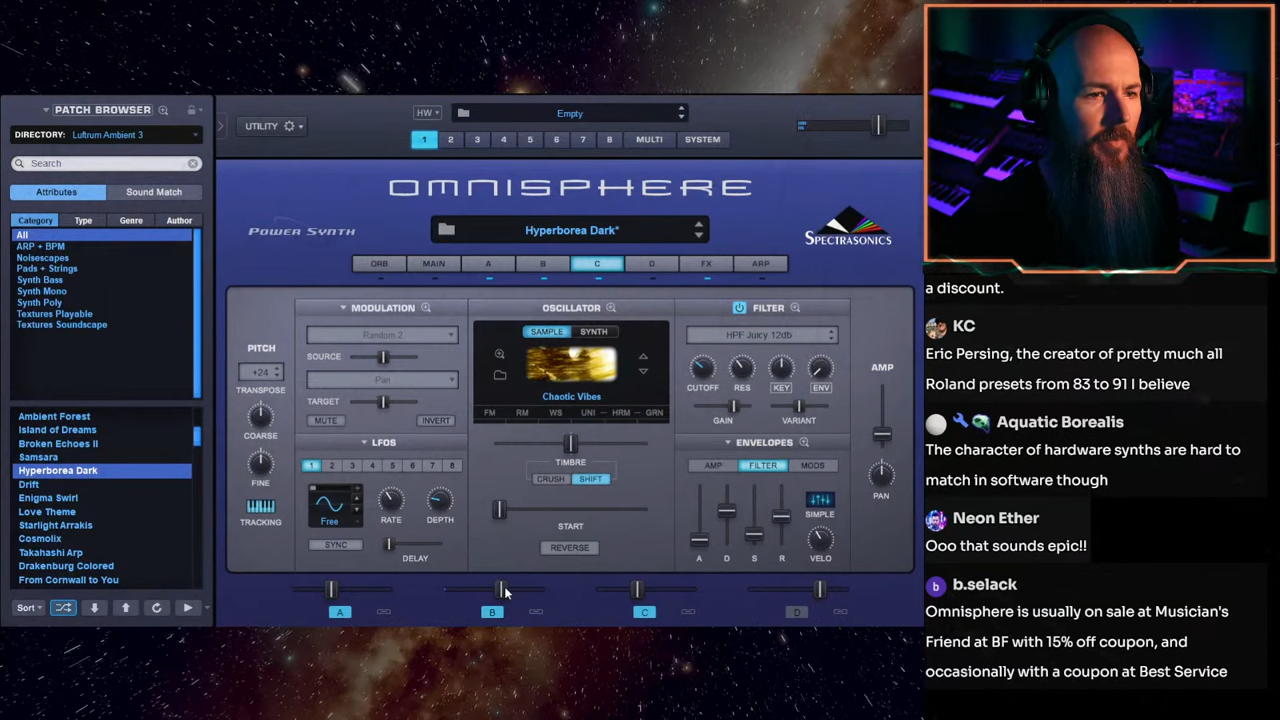 PATCH BROWSER
DIRECTORY: Luftrum Ambient 3
Search
Attributes
Sound Match
Category Type Genre Author
All
ARP + BPM
Noisescapes
Pads + Strings
Synth Bass
Synth Mono
Synth Poly
Textures Playable
Textures Soundscape
Ambient Forest
Island of Dreams
Broken Echoes II
Samsara
Hyperborea Dark
Drift
Enigma Swirl
Love Theme
Starlight Arrakis
Cosmolix
Takahashi Arp
Drakenburg Colored
From Cornwall to You
Sort
UTILITY
HW
Empty
1 2 3 4 5 6 7 8 MULTI SYSTEM
OMNISPHERE
POWER SYNTH
Hyperborea Dark*
SPECTRASONICS
ORB MAIN A B C D FX ARP
PITCH
+24
TRANSPOSE
COARSE
FINE
TRACKING
MODULATION
Random 2
SOURCE
Pan
TARGET
MUTE INVERT
LFOS
1 2 3 4 5 6 7 8
Free
RATE DEPTH
SYNC
DELAY
OSCILLATOR
SAMPLE SYNTH
Chaotic Vibes
FM RM WS UNI HRM GRN
TIMBRE
CRUSH SHIFT
START
REVERSE
FILTER
HPF Juicy 12db
CUTOFF RES KEY ENV
GAIN VARIANT
ENVELOPES
AMP FILTER MODS
SIMPLE
A D S R VELO
AMP
PAN
A B C D
a discount.
KC
Eric Persing, the creator of pretty much all
Roland presets from 83 to 91 I believe
Aquatic Borealis
The character of hardware synths are hard to
match in software though
Neon Ether
Ooo that sounds epic!!
b
b.selack
Omnisphere is usually on sale at Musician's
Friend at BF with 15% off coupon, and
occasionally with a coupon at Best Service